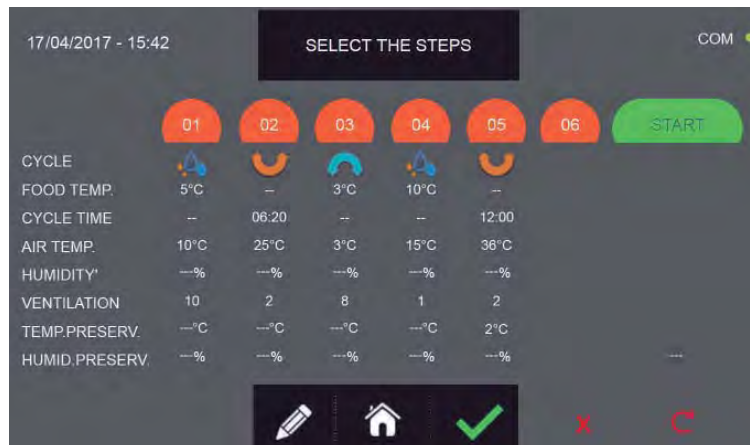 17/04/2017 - 15:42 SELECT THE STEPS COM
01 02 03 04 05 06 START
CYCLE
FOOD TEMP. 5°C -- 3°C 10°C --
CYCLE TIME -- 06:20 -- -- 12:00
AIR TEMP. 10°C 25°C 3°C 15°C 36°C
HUMIDITY' ---% ---% ---% ---% ---%
VENTILATION 10 2 8 1 2
TEMP.PRESERV. ---°C ---°C ---°C ---°C 2°C
HUMID.PRESERV. ---% ---% ---% ---% ---% ---
X